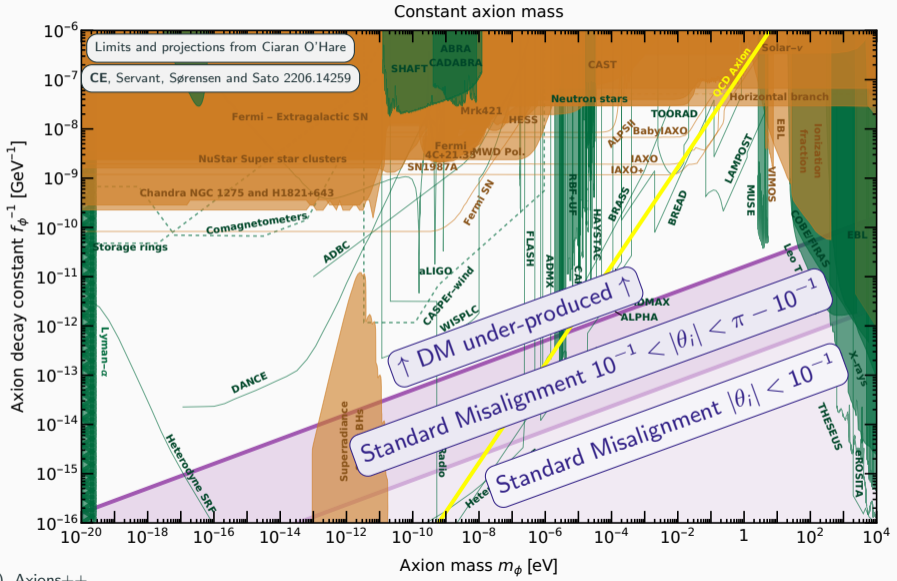 Constant axion mass
Limits and projections from Ciaran O'Hare
CE, Servant, Sørensen and Sato 2206.14259
Axion decay constant f_ϕ^{-1} [GeV^{-1}]
10^{-6}
10^{-7}
10^{-8}
10^{-9}
10^{-10}
10^{-11}
10^{-12}
10^{-13}
10^{-14}
10^{-15}
10^{-16}
SHAFT
ABRA
CADABRA
CAST
Solar-ν
QCD Axion
Horizontal branch
Neutron stars
Fermi - Extragalactic SN
Mrk421
HESS
TOORAD
ALPSII
BabyIAXO
EBL
Ionization
fraction
LAMPOST
Fermi
4C+21.35
MWD Pol.
NuStar Super star clusters
SN1987A
IAXO
IAXO+
Chandra NGC 1275 and H1821+643
Fermi SN
RBF+UF
HAYSTAC
BRASS
BREAD
MUSE
VIMOS
Comagnetometers
Storage rings
ADBC
aLIGO
CASPEr-wind
WISPLC
FLASH
ADMX
COBE/FIRAS
EBL
Leo T
ALPHA
↑ DM under-produced ↑
Lyman-α
DANCE
Superradiance
BHs
Heterodyne SRF
Standard Misalignment 10^{-1} < |θ_i| < π − 10^{-1}
Standard Misalignment |θ_i| < 10^{-1}
X-rays
THESEUS
eROSITA
10^{-20}
10^{-18}
10^{-16}
10^{-14}
10^{-12}
10^{-10}
10^{-8}
10^{-6}
10^{-4}
10^{-2}
1
10^2
10^4
Axion mass m_ϕ [eV]
Axions++